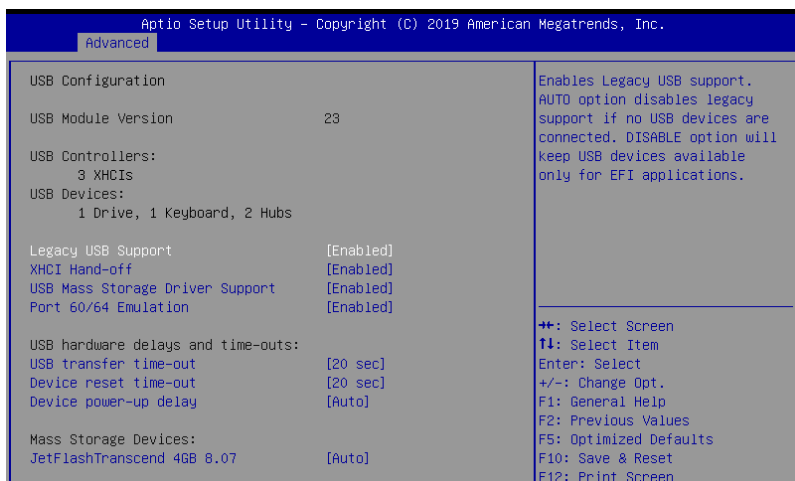 Aptio Setup Utility – Copyright (C) 2019 American Megatrends, Inc.
Advanced
USB Configuration
USB Module Version 23
USB Controllers:
3 XHCIs
USB Devices:
1 Drive, 1 Keyboard, 2 Hubs
Legacy USB Support [Enabled]
XHCI Hand-off [Enabled]
USB Mass Storage Driver Support [Enabled]
Port 60/64 Emulation [Enabled]
USB hardware delays and time-outs:
USB transfer time-out [20 sec]
Device reset time-out [20 sec]
Device power-up delay [Auto]
Mass Storage Devices:
JetFlashTranscend 4GB 8.07 [Auto]
Enables Legacy USB support.
AUTO option disables legacy
support if no USB devices are
connected. DISABLE option will
keep USB devices available
only for EFI applications.
→←: Select Screen
↑↓: Select Item
Enter: Select
+/-: Change Opt.
F1: General Help
F2: Previous Values
F5: Optimized Defaults
F10: Save & Reset
F12: Print Screen